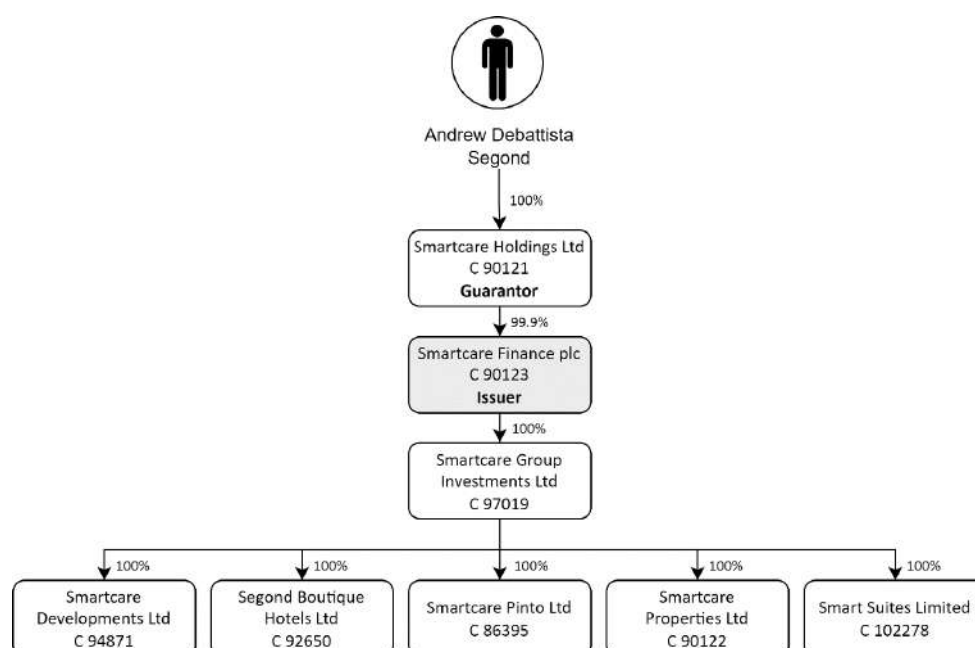 Andrew Debattista
Segond
100%
Smartcare Holdings Ltd
C 90121
Guarantor
99.9%
Smartcare Finance plc
C 90123
Issuer
100%
Smartcare Group
Investments Ltd
C 97019
100%
100%
100%
100%
100%
Smartcare
Developments Ltd
C 94871
Segond Boutique
Hotels Ltd
C 92650
Smartcare Pinto Ltd
C 86395
Smartcare
Properties Ltd
C 90122
Smart Suites Limited
C 102278